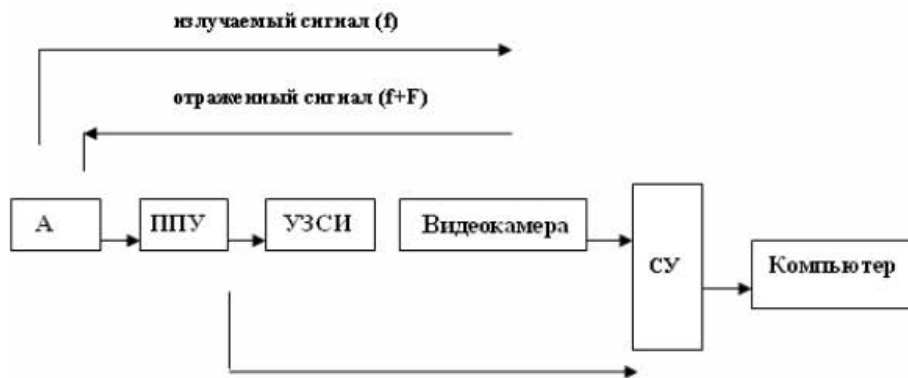 излучаемый сигнал (f)
отраженный сигнал (f+F)
А
ППУ
УЗСИ
Видеокамера
СУ
Компьютер